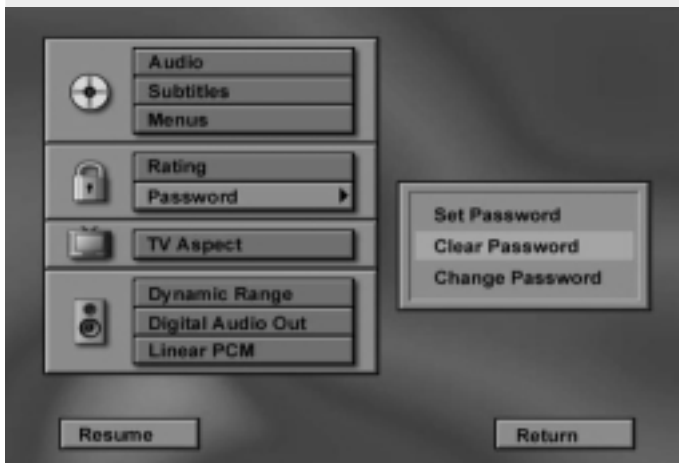 Audio
Subtitles
Menus
Rating
Password
TV Aspect
Dynamic Range
Digital Audio Out
Linear PCM
Set Password
Clear Password
Change Password
Resume
Return